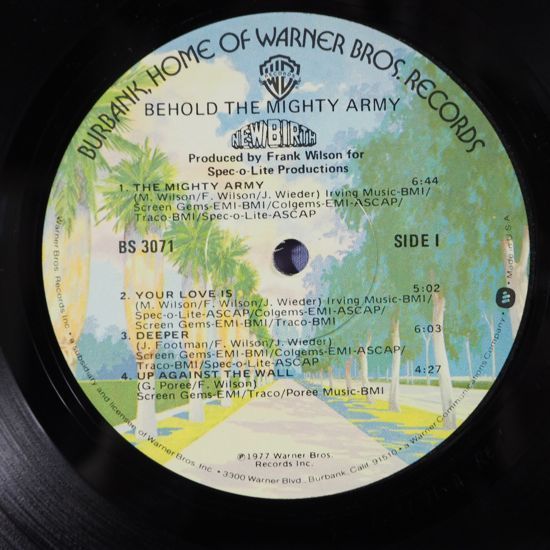 BURBANK, HOME OF WARNER BROS. RECORDS
WB
RECORDS
BEHOLD THE MIGHTY ARMY
NEW BIRTH
Produced by Frank Wilson for
Spec-o-Lite Productions
1. THE MIGHTY ARMY 6:44
(M. Wilson/F. Wilson/J. Wieder) Irving Music-BMI/
Screen Gems-EMI-BMI/Colgems-EMI-ASCAP/
Traco-BMI/Spec-o-Lite-ASCAP
BS 3071 SIDE 1
2. YOUR LOVE IS 5:02
(M. Wilson/F. Wilson/J. Wieder) Irving Music-BMI/
Spec-o-Lite-ASCAP/Colgems-EMI-ASCAP/
Screen Gems-EMI-BMI/Traco-BMI
3. DEEPER 6:03
(J. Footman/F. Wilson/J. Wieder)
Screen Gems-EMI-BMI/Colgems-EMI-ASCAP/
Traco-BMI/Spec-o-Lite-ASCAP
4. UP AGAINST THE WALL 4:27
(G. Poree/F. Wilson)
Screen Gems-EMI/Traco/Poree Music-BMI
℗1977 Warner Bros.
Records Inc.
Warner Bros. Records Inc. • a subsidiary and licensee of Warner Bros. Inc. • 3300 Warner Blvd., Burbank, Calif. 91510 • a Warner Communications Company •
• Made in U.S.A.